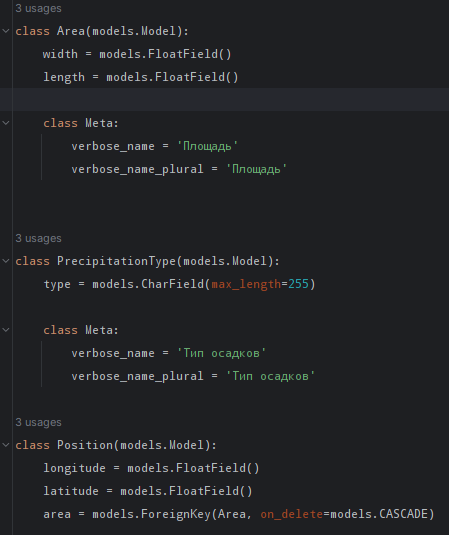 3 usages
class Area(models.Model):
    width = models.FloatField()
    length = models.FloatField()
    class Meta:
        verbose_name = 'Площадь'
        verbose_name_plural = 'Площадь'
3 usages
class PrecipitationType(models.Model):
    type = models.CharField(max_length=255)
    class Meta:
        verbose_name = 'Тип осадков'
        verbose_name_plural = 'Тип осадков'
3 usages
class Position(models.Model):
    longitude = models.FloatField()
    latitude = models.FloatField()
    area = models.ForeignKey(Area, on_delete=models.CASCADE)